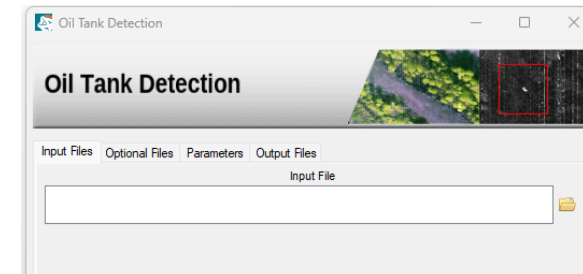 Oil Tank Detection
Oil Tank Detection
Input Files Optional Files Parameters Output Files
Input File